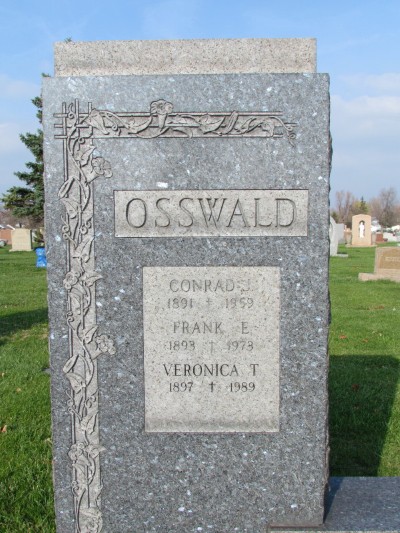 OSSWALD
CONRAD J.
1891 † 1959
FRANK E.
1893 † 1973
VERONICA T
1897 † 1989